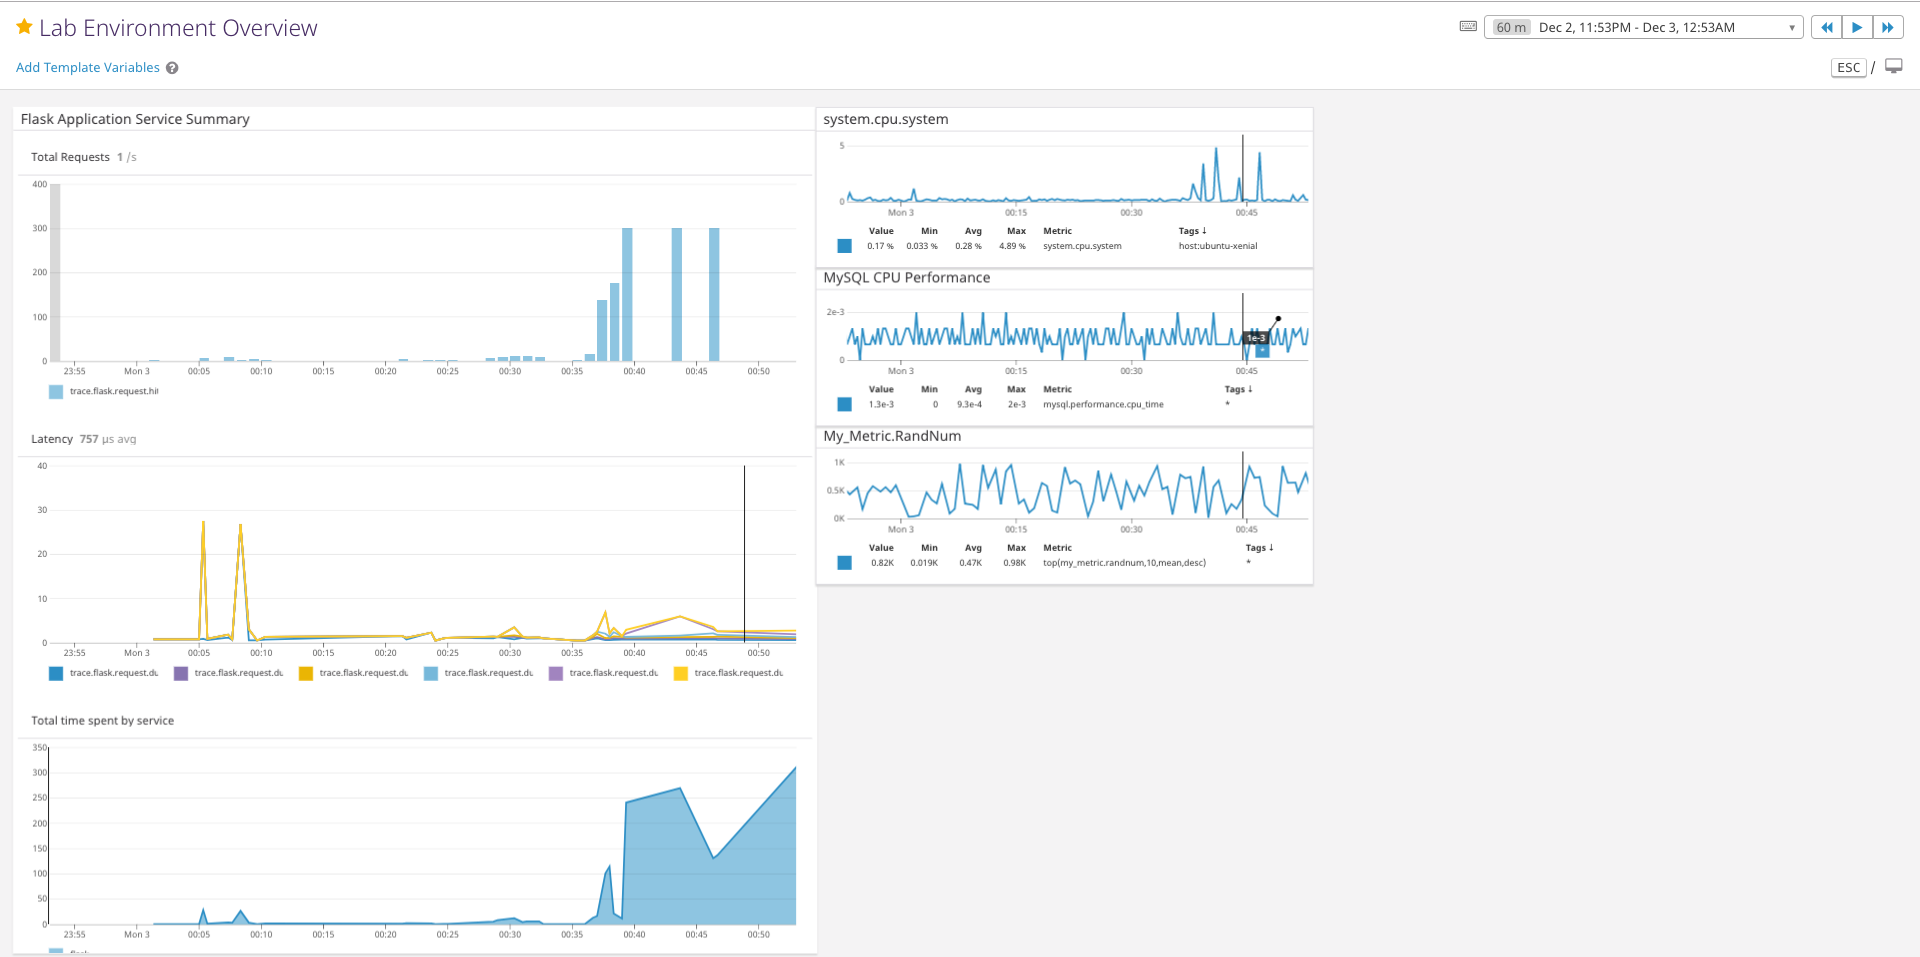 Lab Environment Overview
60 m Dec 2, 11:53PM - Dec 3, 12:53AM
Add Template Variables
ESC /
Flask Application Service Summary
Total Requests 1 /s
400
300
200
100
0
23:55 Mon 3 00:05 00:10 00:15 00:20 00:25 00:30 00:35 00:40 00:45 00:50
trace.flask.request.hit
Latency 757 µs avg
40
30
20
10
0
23:55 Mon 3 00:05 00:10 00:15 00:20 00:25 00:30 00:35 00:40 00:45 00:50
trace.flask.request.du trace.flask.request.du trace.flask.request.du trace.flask.request.du trace.flask.request.du trace.flask.request.du
Total time spent by service
350
300
250
200
150
100
50
0
23:55 Mon 3 00:05 00:10 00:15 00:20 00:25 00:30 00:35 00:40 00:45 00:50
system.cpu.system
5
0
Mon 3 00:15 00:30 00:45
Value Min Avg Max Metric Tags ↓
0.17 % 0.033 % 0.28 % 4.89 % system.cpu.system host:ubuntu-xenial
MySQL CPU Performance
2e-3
1e-3
*
0
Mon 3 00:15 00:30 00:45
Value Min Avg Max Metric Tags ↓
1.3e-3 0 9.3e-4 2e-3 mysql.performance.cpu_time *
My_Metric.RandNum
1K
0.5K
0K
Mon 3 00:15 00:30 00:45
Value Min Avg Max Metric Tags ↓
0.82K 0.019K 0.47K 0.98K top(my_metric.randnum,10,mean,desc) *